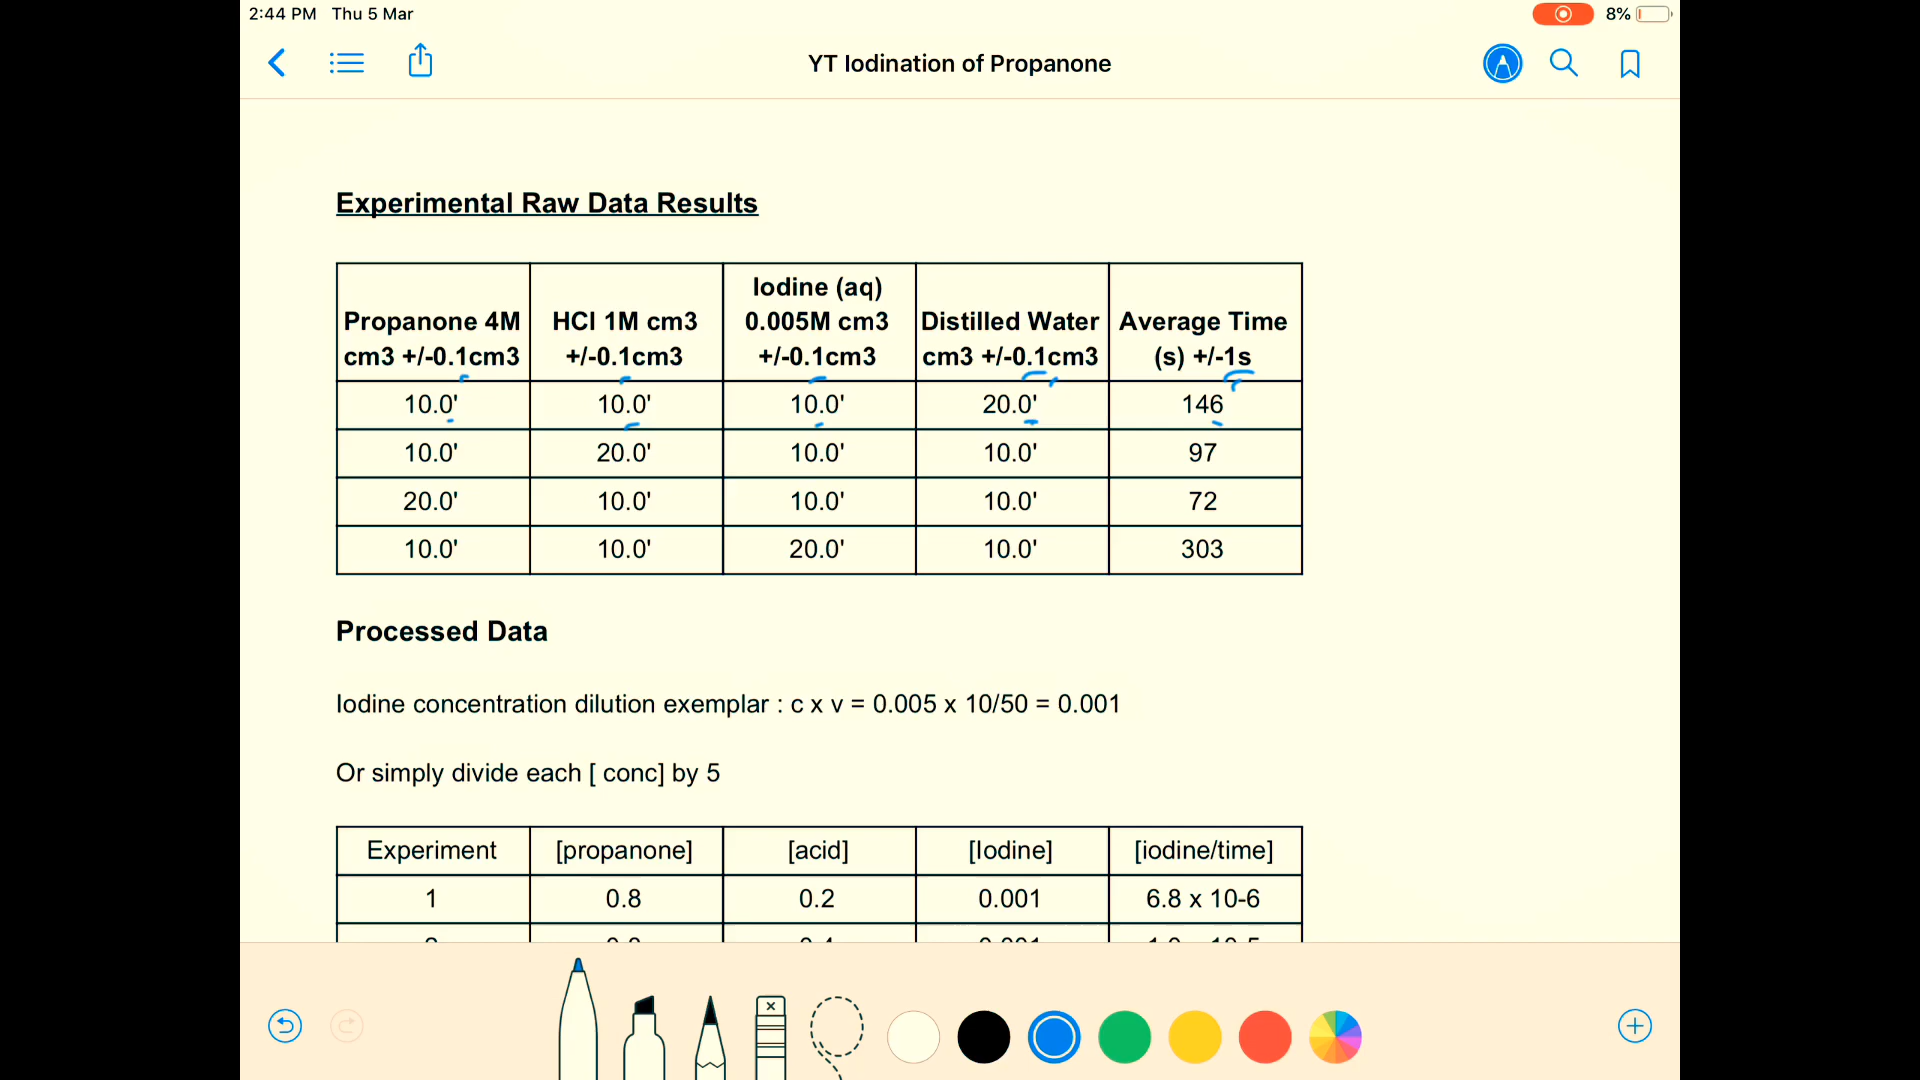 2:44 PM Thu 5 Mar
8%
YT Iodination of Propanone
Experimental Raw Data Results
Propanone 4M cm3 +/-0.1cm3
HCl 1M cm3 +/-0.1cm3
Iodine (aq) 0.005M cm3 +/-0.1cm3
Distilled Water cm3 +/-0.1cm3
Average Time (s) +/-1s
10.0' 10.0' 10.0' 20.0' 146
10.0' 20.0' 10.0' 10.0' 97
20.0' 10.0' 10.0' 10.0' 72
10.0' 10.0' 20.0' 10.0' 303
Processed Data
Iodine concentration dilution exemplar : c x v = 0.005 x 10/50 = 0.001
Or simply divide each [ conc] by 5
Experiment [propanone] [acid] [Iodine] [iodine/time]
1 0.8 0.2 0.001 6.8 x 10-6